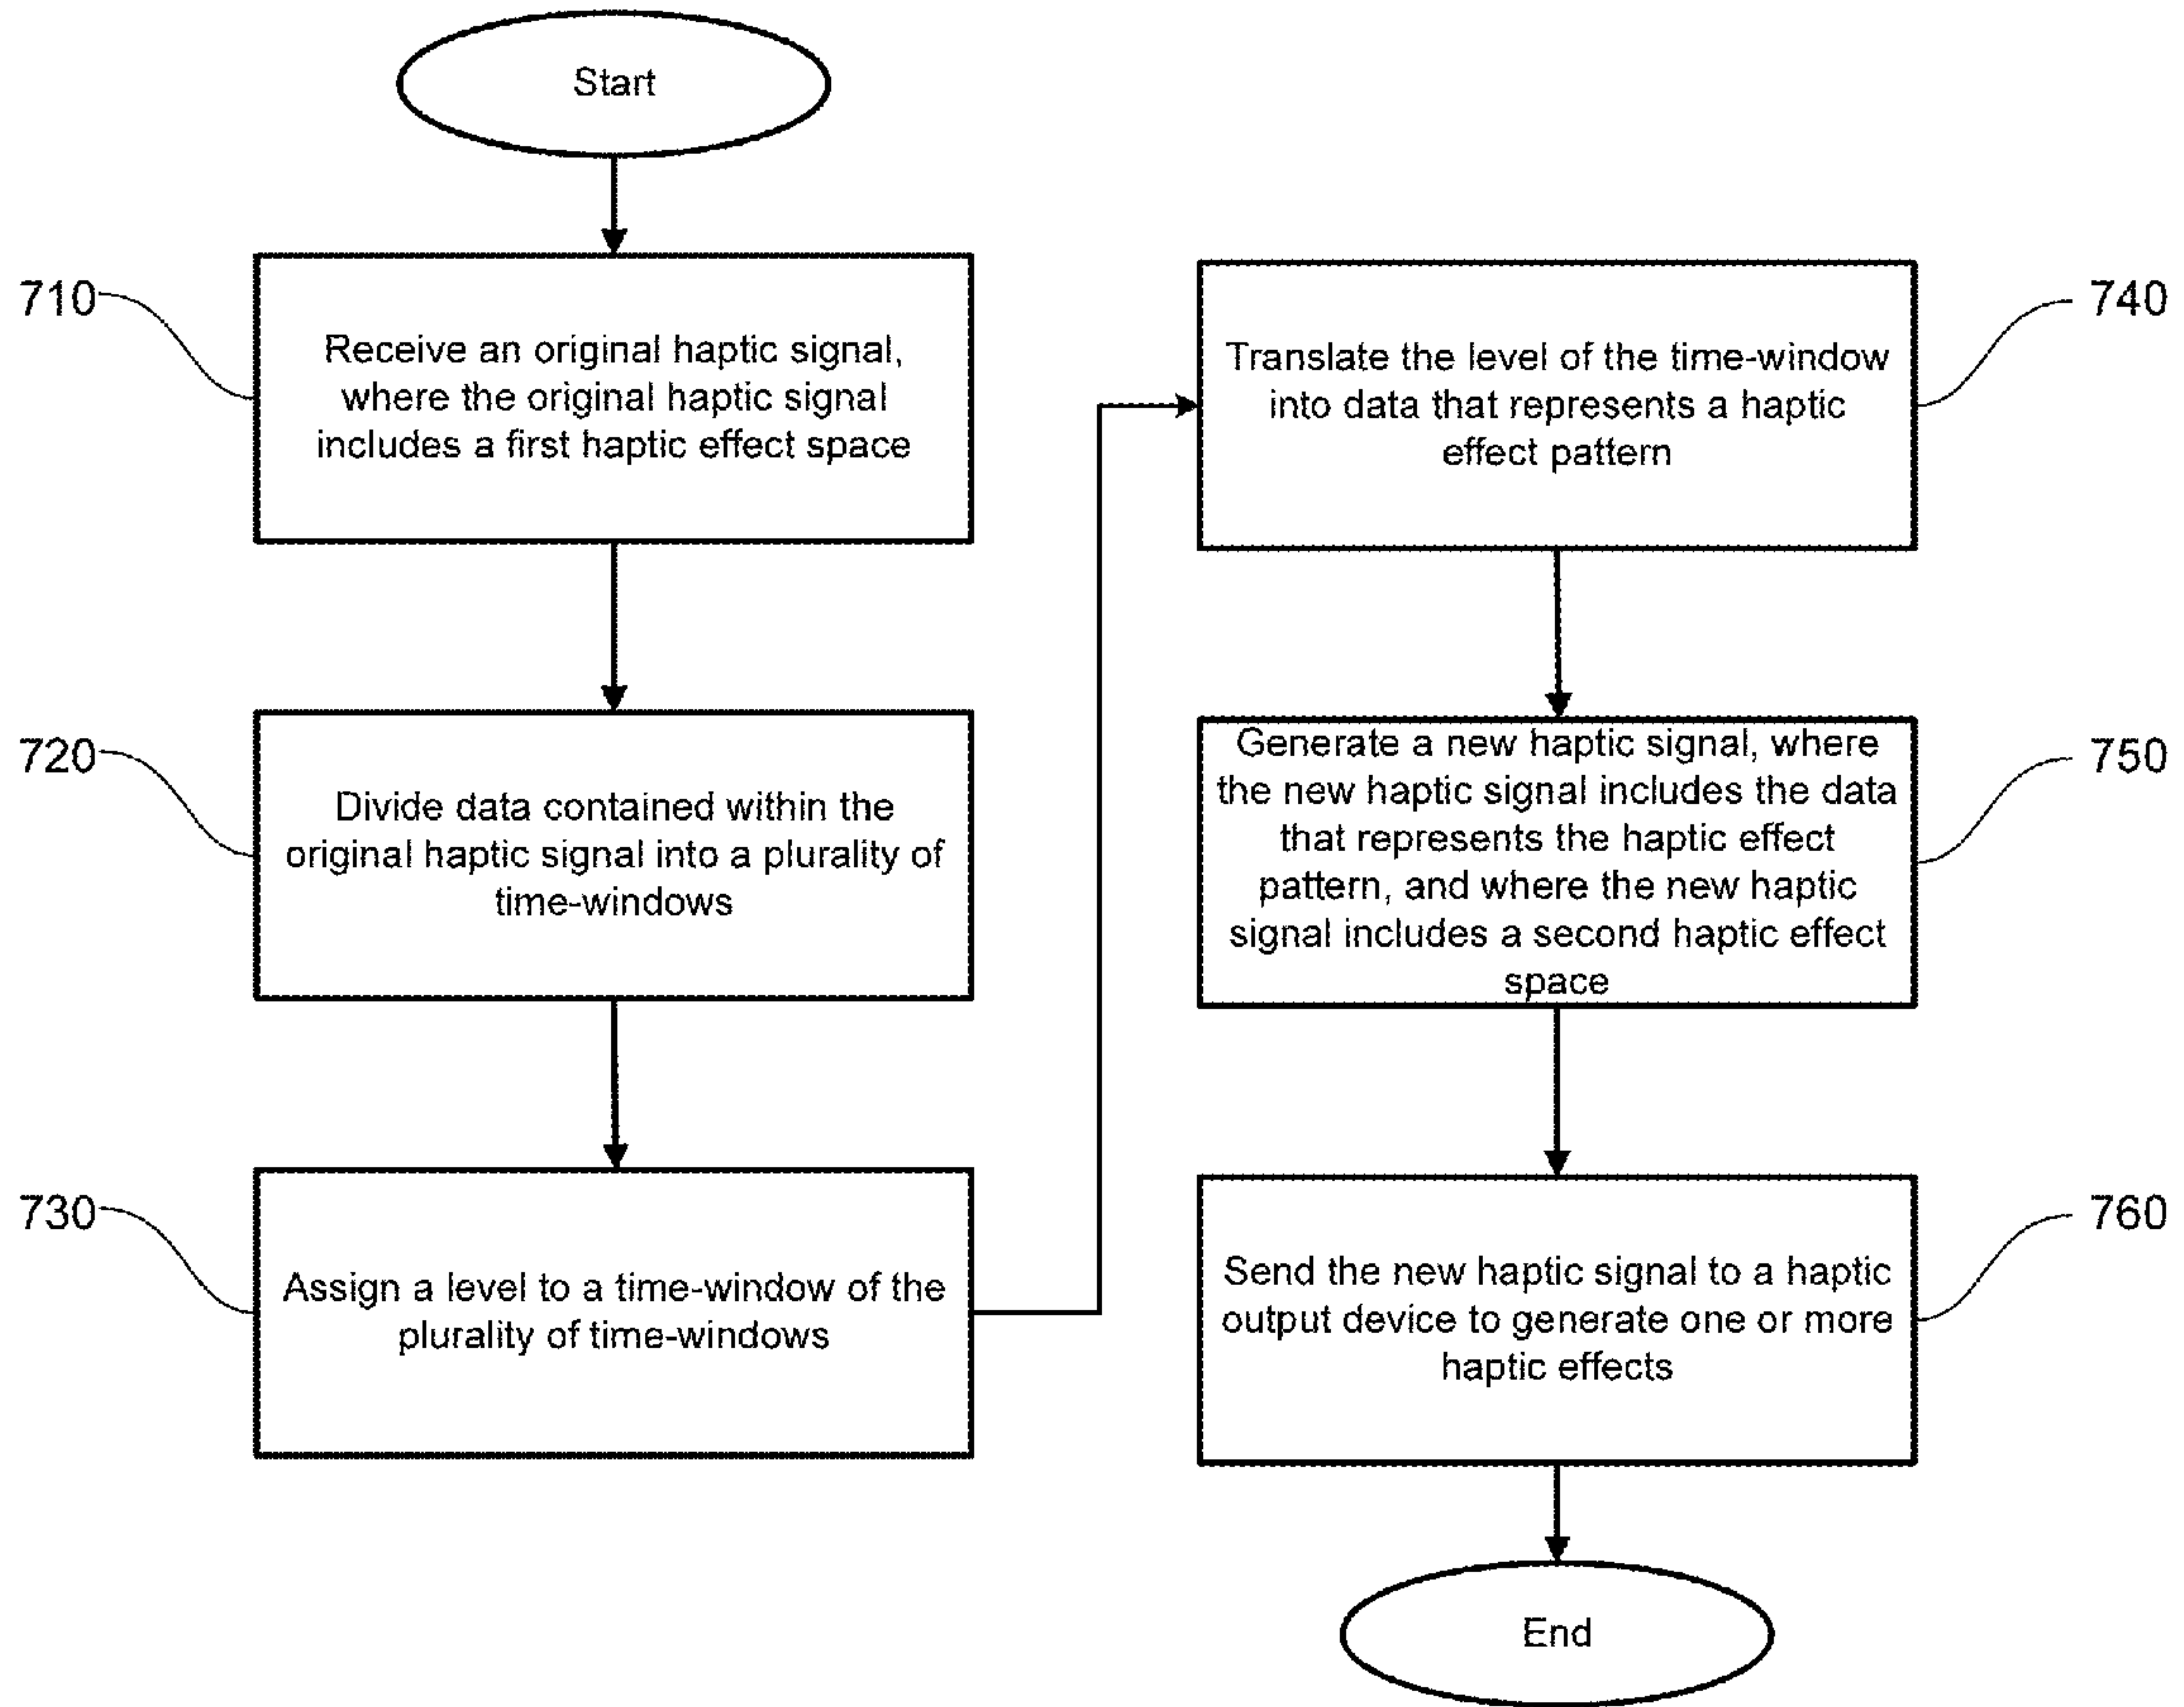 Start
710
Receive an original haptic signal,
where the original haptic signal
includes a first haptic effect space
720
Divide data contained within the
original haptic signal into a plurality of
time-windows
730
Assign a level to a time-window of the
plurality of time-windows
740
Translate the level of the time-window
into data that represents a haptic
effect pattern
750
Generate a new haptic signal, where
the new haptic signal includes the data
that represents the haptic effect
pattern, and where the new haptic
signal includes a second haptic effect
space
760
Send the new haptic signal to a haptic
output device to generate one or more
haptic effects
End